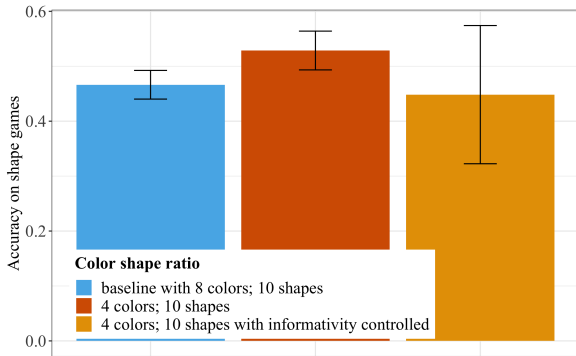 0.6
0.4
0.2
0.0
Accuracy on shape games
Color shape ratio
baseline with 8 colors; 10 shapes
4 colors; 10 shapes
4 colors; 10 shapes with informativity controlled